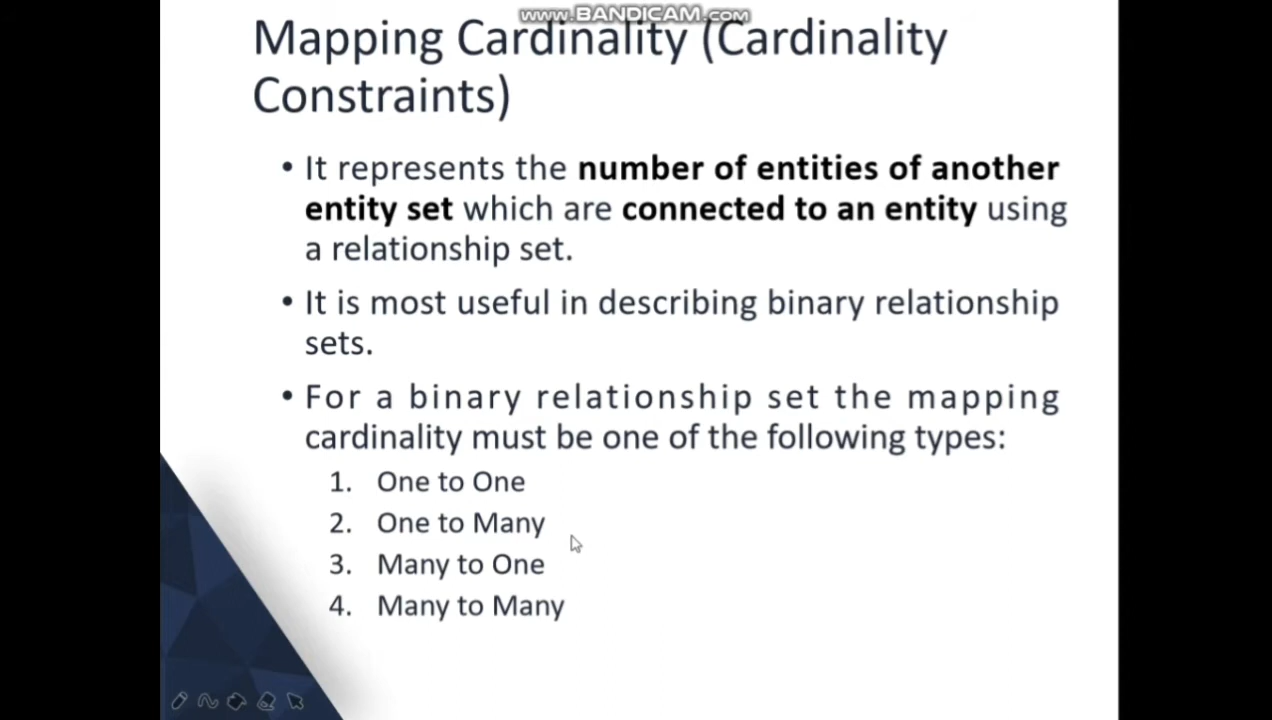 www.BANDICAM.com
Mapping Cardinality (Cardinality
Constraints)
• It represents the number of entities of another
entity set which are connected to an entity using
a relationship set.
• It is most useful in describing binary relationship
sets.
• For a binary relationship set the mapping
cardinality must be one of the following types:
1. One to One
2. One to Many
3. Many to One
4. Many to Many